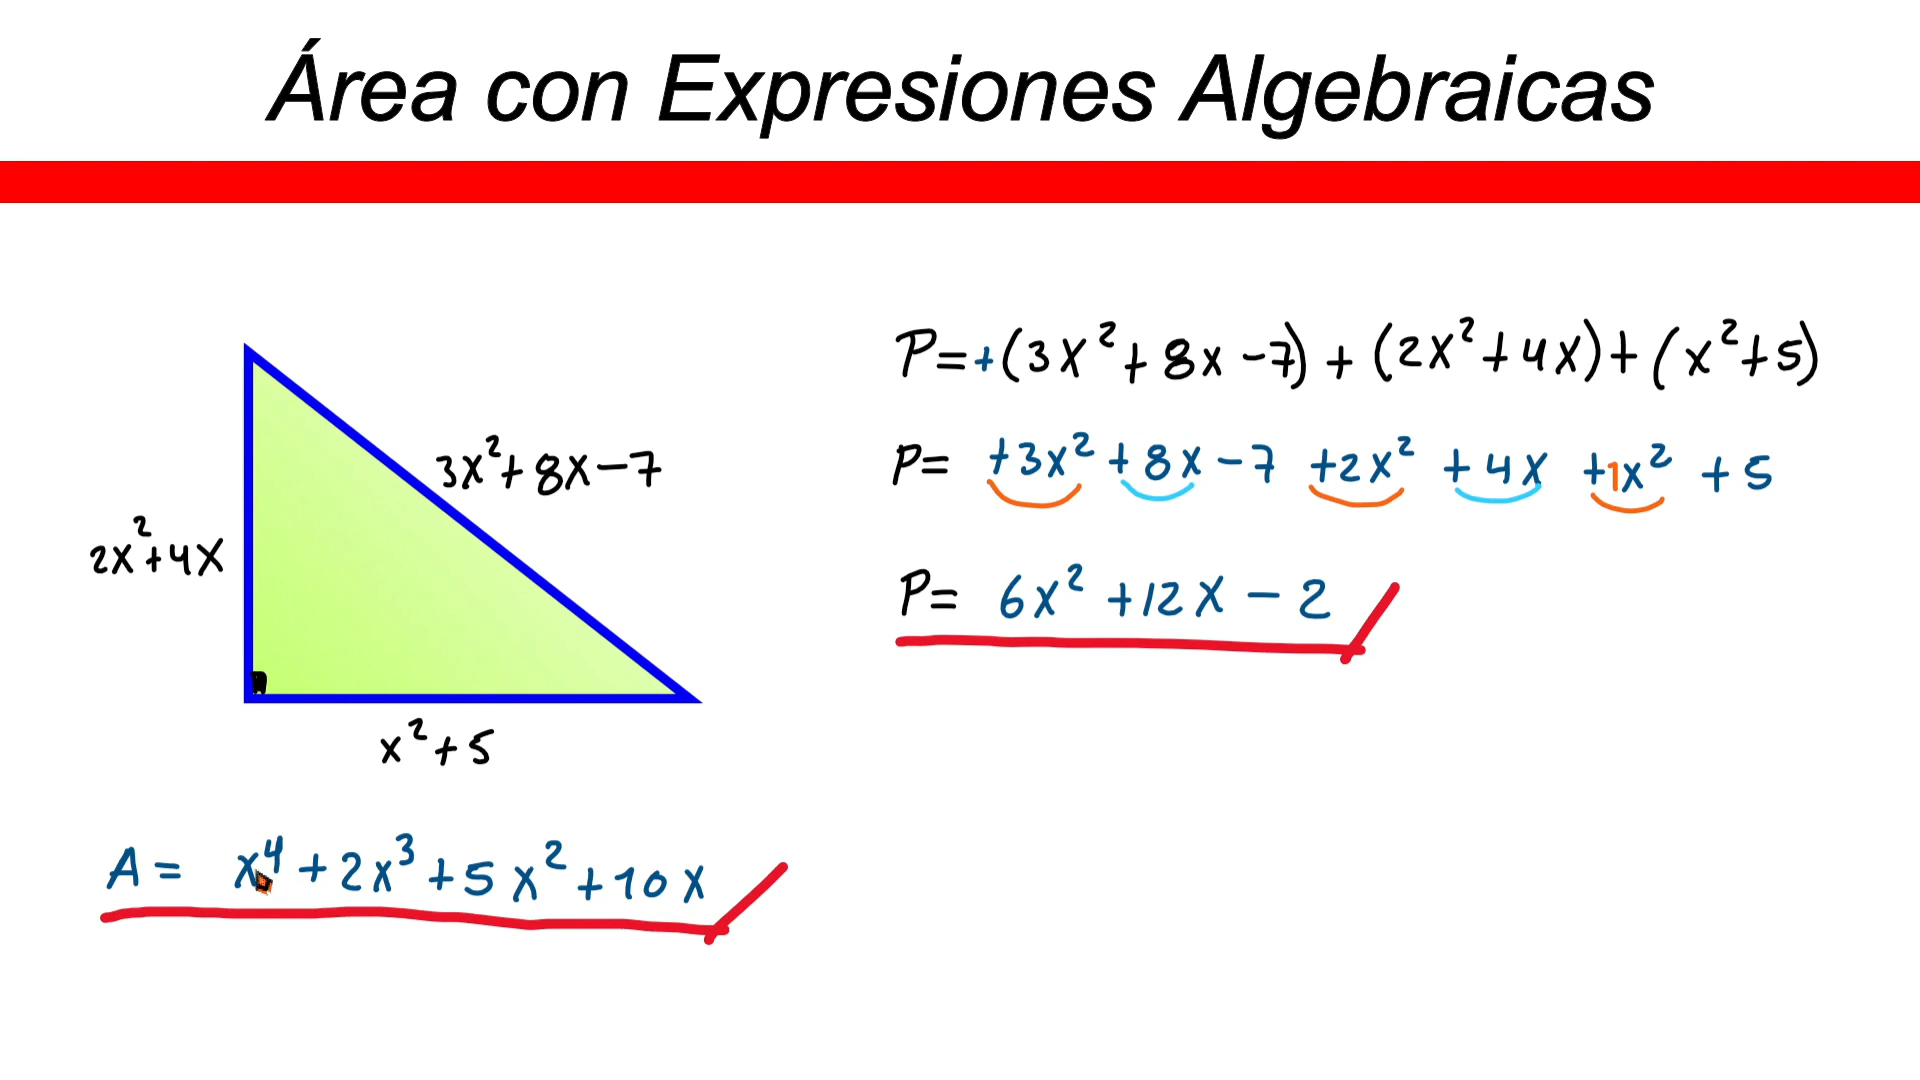 Área con Expresiones Algebraicas
3x²+8x-7
2x²+4x
x²+5
A= x⁴+2x³+5x²+10x
P=+(3x²+8x-7)+(2x²+4x)+(x²+5)
P= +3x²+8x-7 +2x² +4x +1x² +5
P= 6x²+12x-2